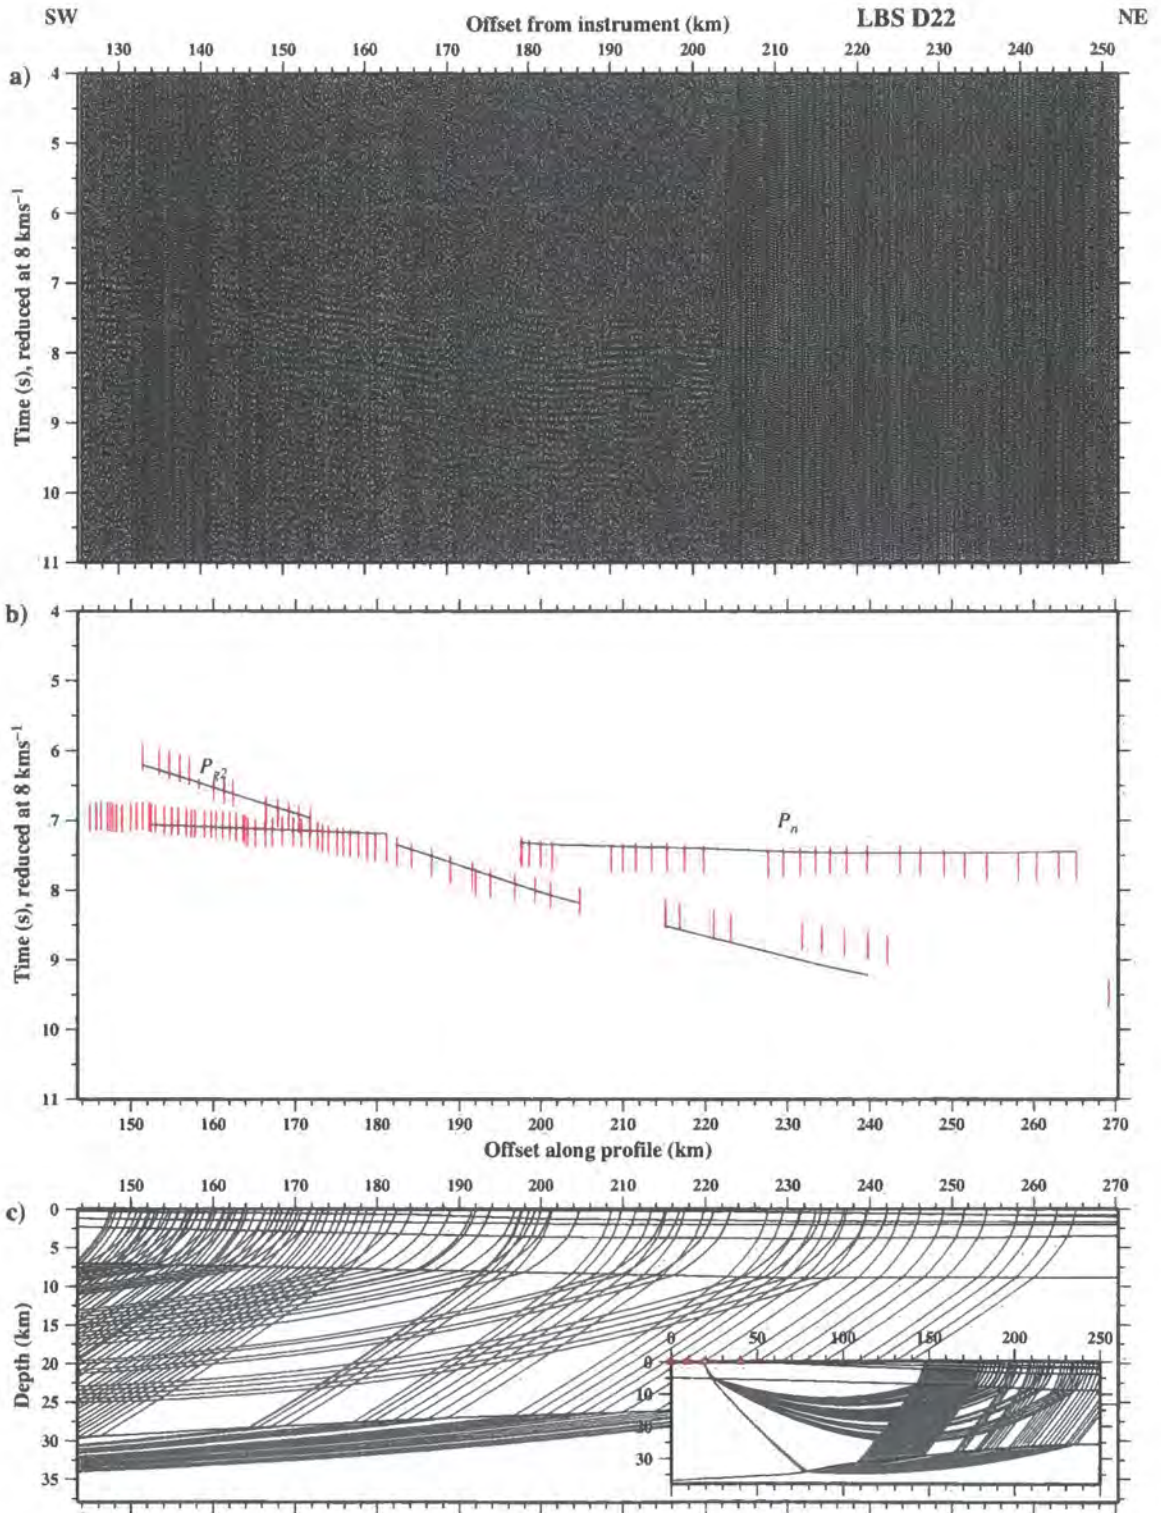 SW
Offset from instrument (km)
LBS D22
NE
130 140 150 160 170 180 190 200 210 220 230 240 250
a)
4
5
6
7
8
9
10
11
Time (s), reduced at 8 kms⁻¹
b)
4
5
6
7
8
9
10
11
Time (s), reduced at 8 kms⁻¹
Pg2
Pn
150 160 170 180 190 200 210 220 230 240 250 260 270
Offset along profile (km)
150 160 170 180 190 200 210 220 230 240 250 260 270
c)
0
5
10
15
20
25
30
35
Depth (km)
0 50 100 150 200 250
0
10
20
30